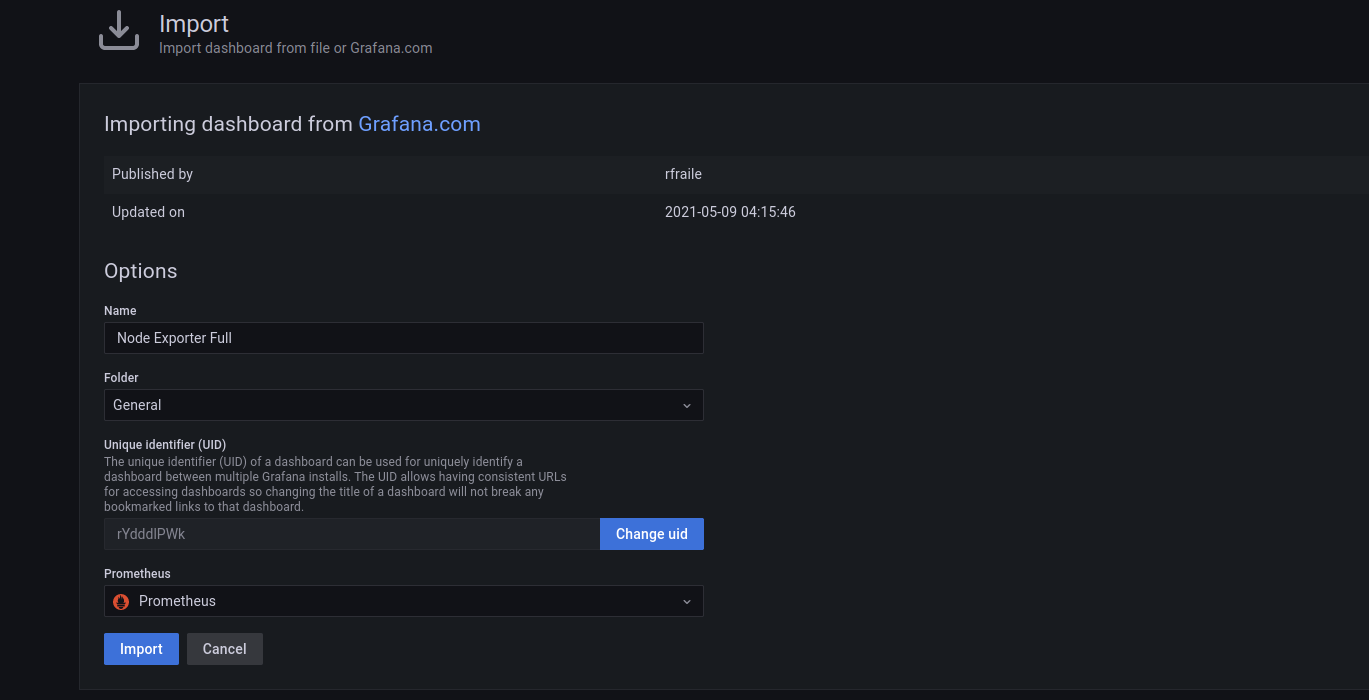 Import
Import dashboard from file or Grafana.com
Importing dashboard from Grafana.com
Published by rfraile
Updated on 2021-05-09 04:15:46
Options
Name
Node Exporter Full
Folder
General
Unique identifier (UID)
The unique identifier (UID) of a dashboard can be used for uniquely identify a
dashboard between multiple Grafana installs. The UID allows having consistent URLs
for accessing dashboards so changing the title of a dashboard will not break any
bookmarked links to that dashboard.
rYdddlPWk Change uid
Prometheus
Prometheus
Import Cancel